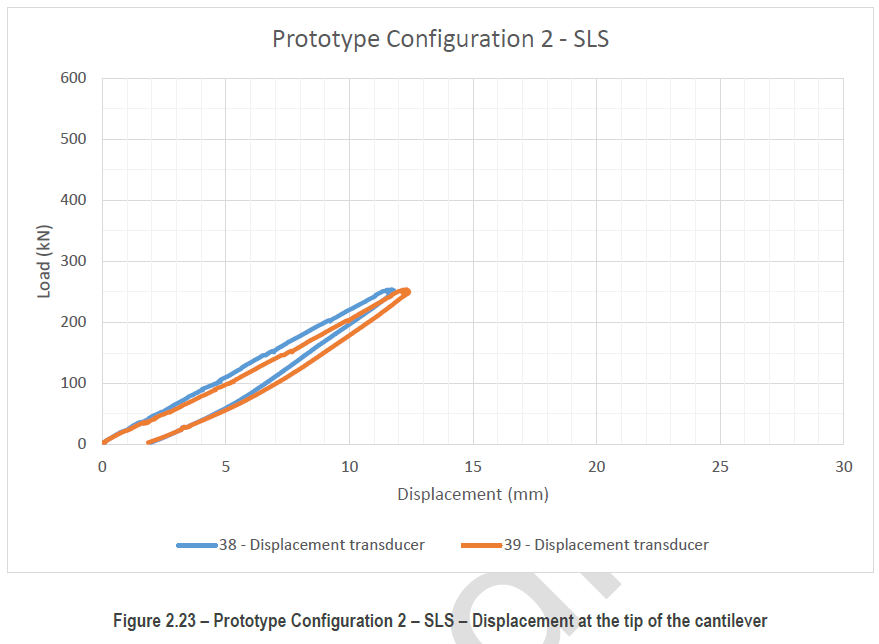 Prototype Configuration 2 - SLS
600
500
400
300
200
100
0
Load (kN)
0 5 10 15 20 25 30
Displacement (mm)
38 - Displacement transducer 39 - Displacement transducer
Figure 2.23 – Prototype Configuration 2 – SLS – Displacement at the tip of the cantilever